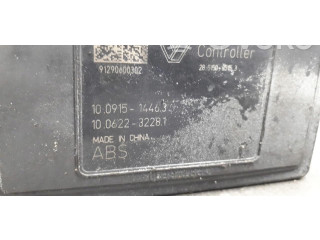 Controller
91290600302
10.0915-1446.3
10.0622-3228.1
MADE IN CHINA
ABS